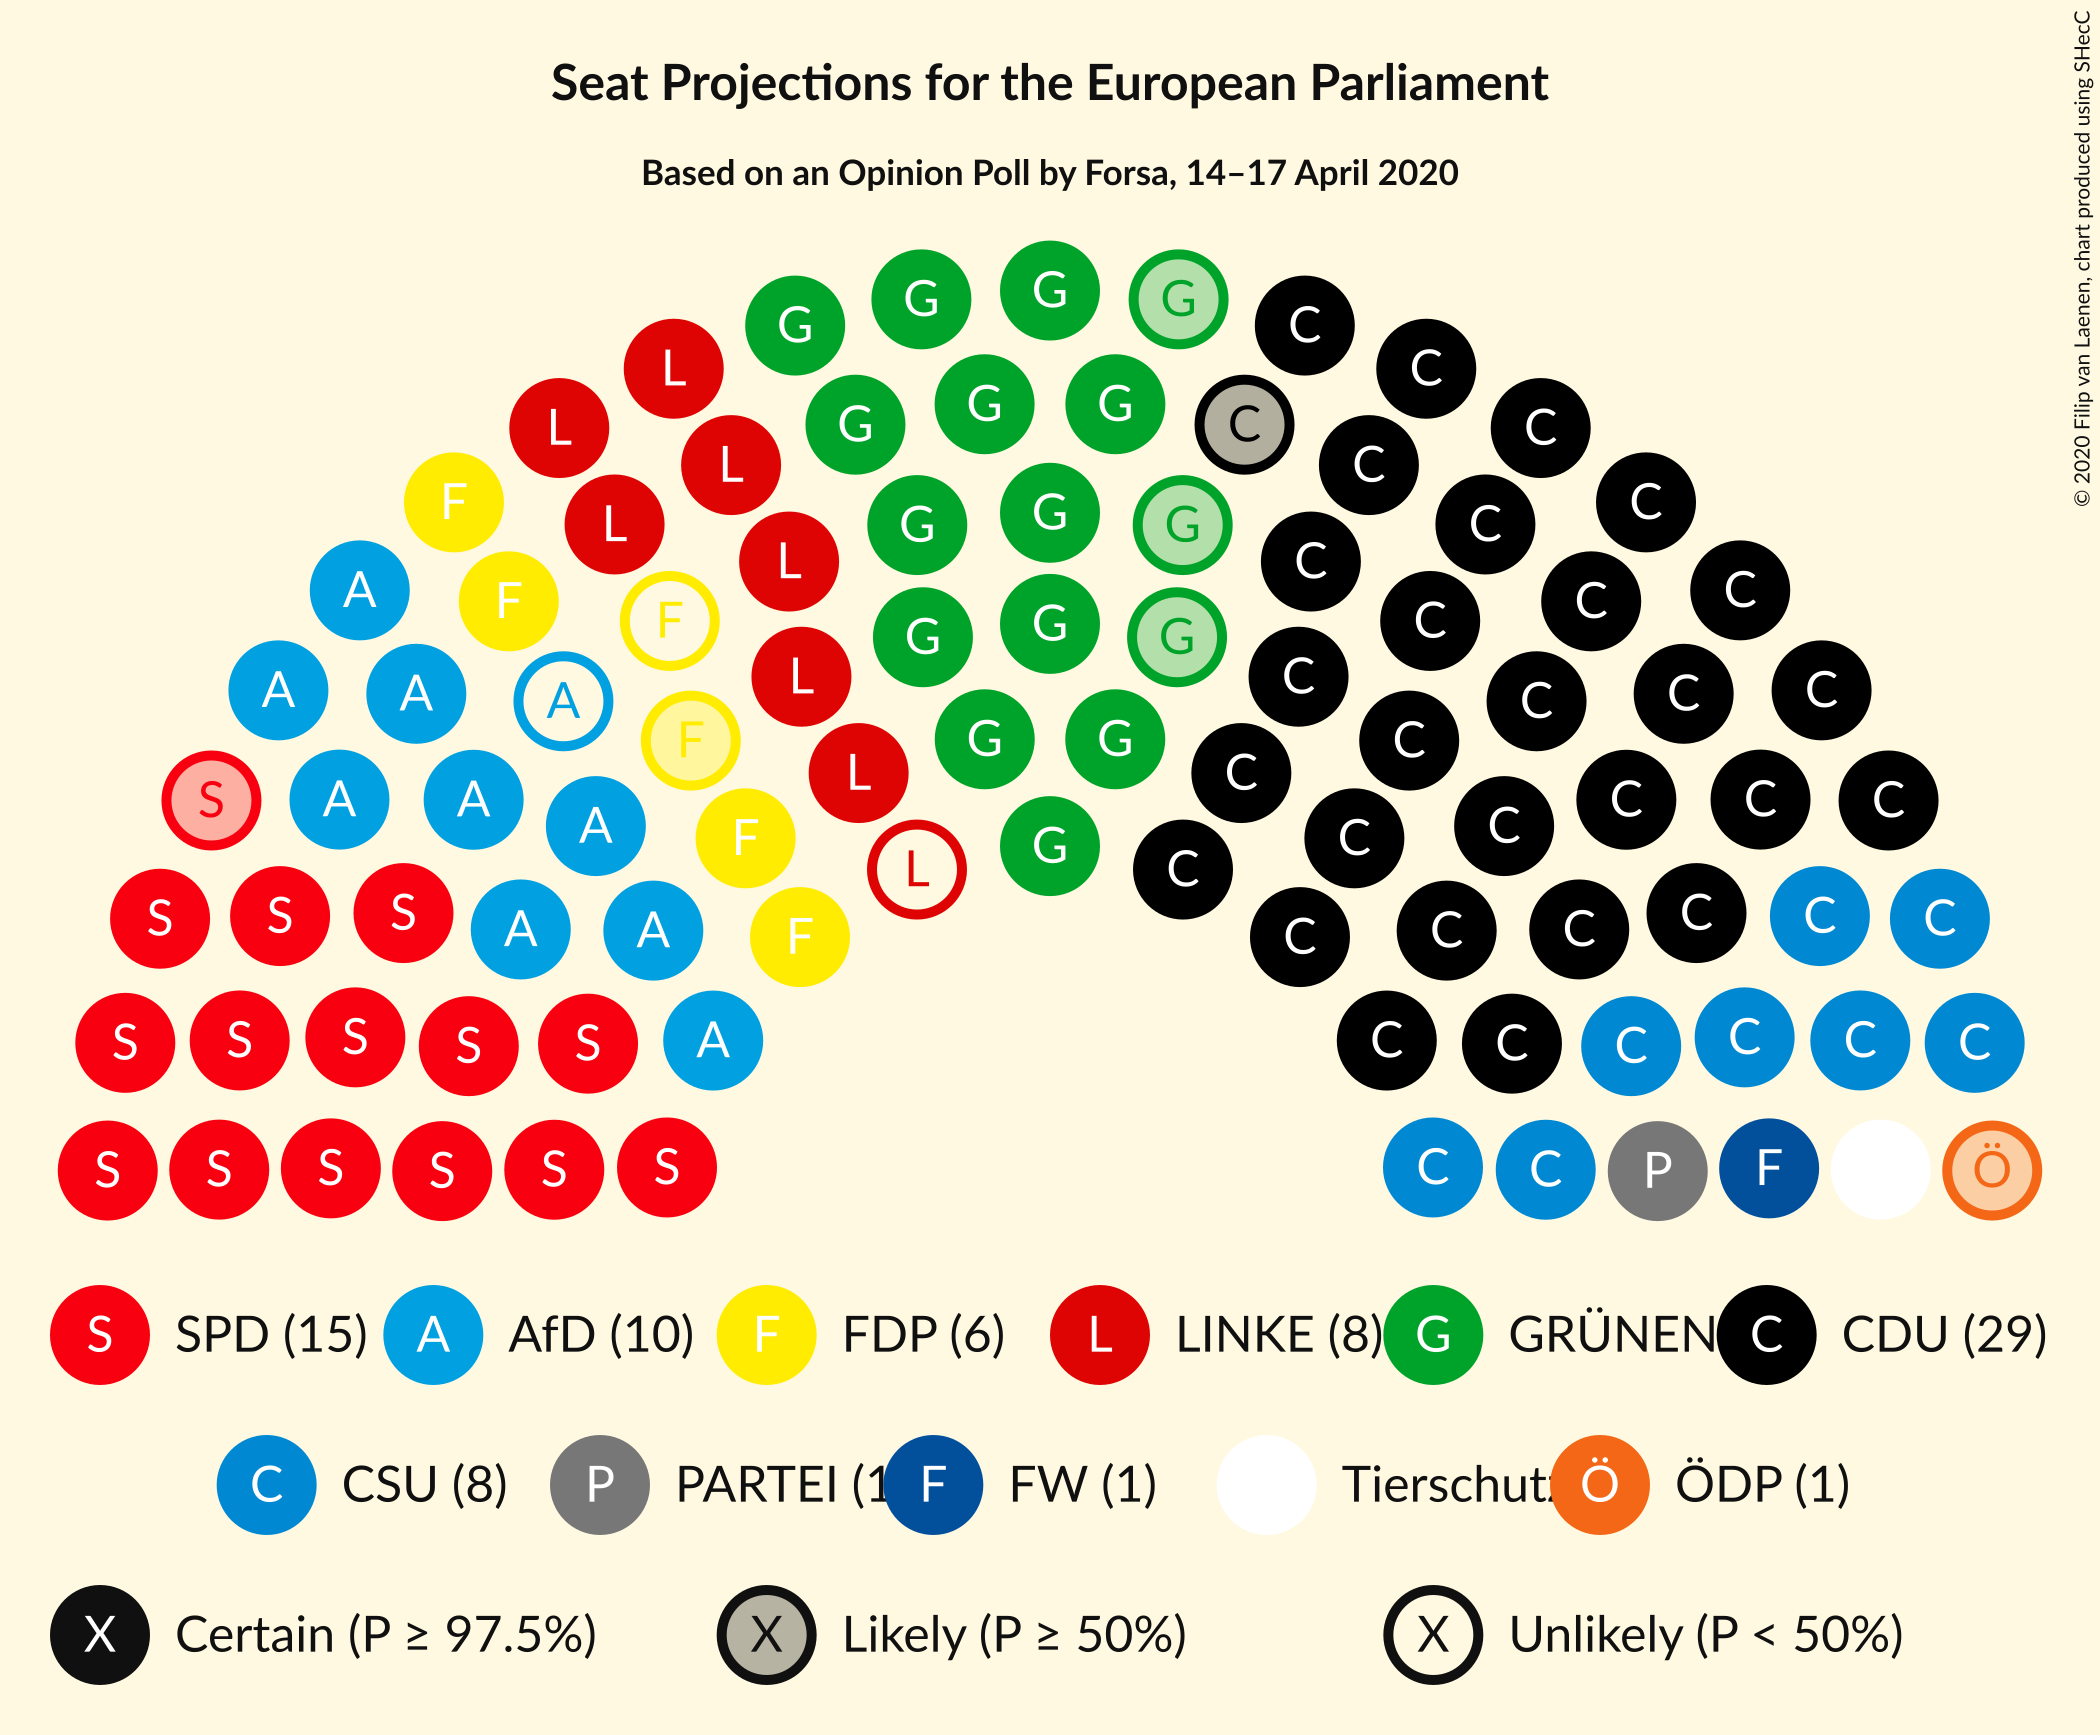 Seat Projections for the European Parliament
Based on an Opinion Poll by Forsa, 14–17 April 2020
© 2020 Filip van Laenen, chart produced using SHecC
G G G G
C C
L G G G C C
L L G G G C C C
F L L G G G C C C C
A F F L G G G C C C C C
A A A F L G G C C C C C C
S A A A F L G C C C C C C
S S S A A F L C C C C C C C
S S S S S A C C C C C C
S S S S S S C C P F Ö
S SPD (15) A AfD (10) F FDP (6) L LINKE (8) G GRÜNEN C CDU (29)
C CSU (8) P PARTEI (1 F FW (1) Tierschutz Ö ÖDP (1)
X Certain (P ≥ 97.5%) X Likely (P ≥ 50%) X Unlikely (P < 50%)